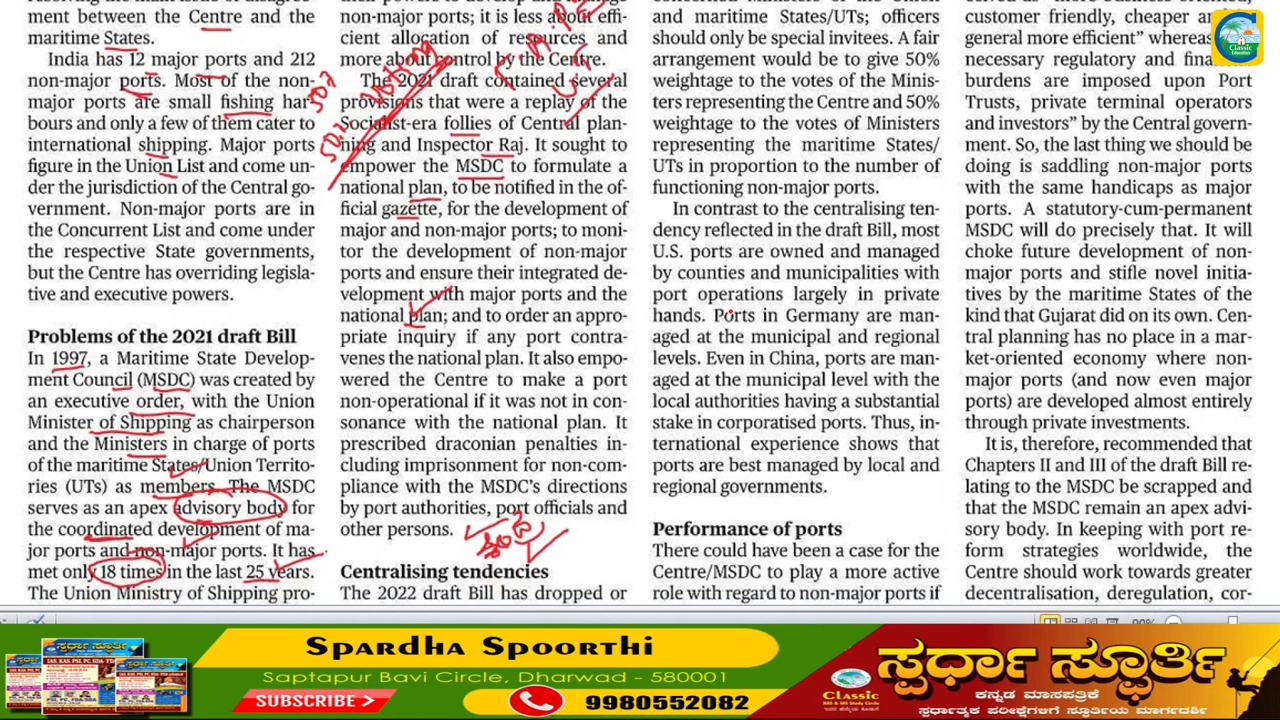 resolving the main issue of disagree-
ment between the Centre and the
maritime States.
India has 12 major ports and 212
non-major ports. Most of the non-
major ports are small fishing har-
bours and only a few of them cater to
international shipping. Major ports
figure in the Union List and come un-
der the jurisdiction of the Central go-
vernment. Non-major ports are in
the Concurrent List and come under
the respective State governments,
but the Centre has overriding legisla-
tive and executive powers.
Problems of the 2021 draft Bill
In 1997, a Maritime State Develop-
ment Council (MSDC) was created by
an executive order, with the Union
Minister of Shipping as chairperson
and the Ministers in charge of ports
of the maritime States/Union Territo-
ries (UTs) as members. The MSDC
serves as an apex advisory body for
the coordinated development of ma-
jor ports and non-major ports. It has
met only 18 times in the last 25 years.
The Union Ministry of Shipping pro-
non-major ports; it is less about effi-
cient allocation of resources and
more about control by the Centre.
The 2021 draft contained several
provisions that were a replay of the
Socialist-era follies of Central plan-
ning and Inspector Raj. It sought to
empower the MSDC to formulate a
national plan, to be notified in the of-
ficial gazette, for the development of
major and non-major ports; to moni-
tor the development of non-major
ports and ensure their integrated de-
velopment with major ports and the
national plan; and to order an appro-
priate inquiry if any port contra-
venes the national plan. It also empo-
wered the Centre to make a port
non-operational if it was not in con-
sonance with the national plan. It
prescribed draconian penalties in-
cluding imprisonment for non-com-
pliance with the MSDC's directions
by port authorities, port officials and
other persons.
Centralising tendencies
The 2022 draft Bill has dropped or
and maritime States/UTs; officers
should only be special invitees. A fair
arrangement would be to give 50%
weightage to the votes of the Minis-
ters representing the Centre and 50%
weightage to the votes of Ministers
representing the maritime States/
UTs in proportion to the number of
functioning non-major ports.
In contrast to the centralising ten-
dency reflected in the draft Bill, most
U.S. ports are owned and managed
by counties and municipalities with
port operations largely in private
hands. Ports in Germany are man-
aged at the municipal and regional
levels. Even in China, ports are man-
aged at the municipal level with the
local authorities having a substantial
stake in corporatised ports. Thus, in-
ternational experience shows that
ports are best managed by local and
regional governments.
Performance of ports
There could have been a case for the
Centre/MSDC to play a more active
role with regard to non-major ports if
customer friendly, cheaper and in
general more efficient" whereas
necessary regulatory and finan
burdens are imposed upon Port
Trusts, private terminal operators
and investors" by the Central govern-
ment. So, the last thing we should be
doing is saddling non-major ports
with the same handicaps as major
ports. A statutory-cum-permanent
MSDC will do precisely that. It will
choke future development of non-
major ports and stifle novel initia-
tives by the maritime States of the
kind that Gujarat did on its own. Cen-
tral planning has no place in a mar-
ket-oriented economy where non-
major ports (and now even major
ports) are developed almost entirely
through private investments.
It is, therefore, recommended that
Chapters II and III of the draft Bill re-
lating to the MSDC be scrapped and
that the MSDC remain an apex advi-
sory body. In keeping with port re-
form strategies worldwide, the
Centre should work towards greater
decentralisation, deregulation, cor-
Classic
Education
SPARDHA SPOORTHI
Saptapur Bavi Circle, Dharwad - 580001
SUBSCRIBE
9980552082
Classic
ಸ್ಪರ್ಧಾ ಸ್ಫೂರ್ತಿ
ಕನ್ನಡ ಮಾಸಪತ್ರಿಕೆ
ಸ್ಪರ್ಧಾತ್ಮಕ ಪರೀಕ್ಷೆಗಳಿಗೆ ಸ್ಫೂರ್ತಿಯ ಮಾರ್ಗದರ್ಶಿ